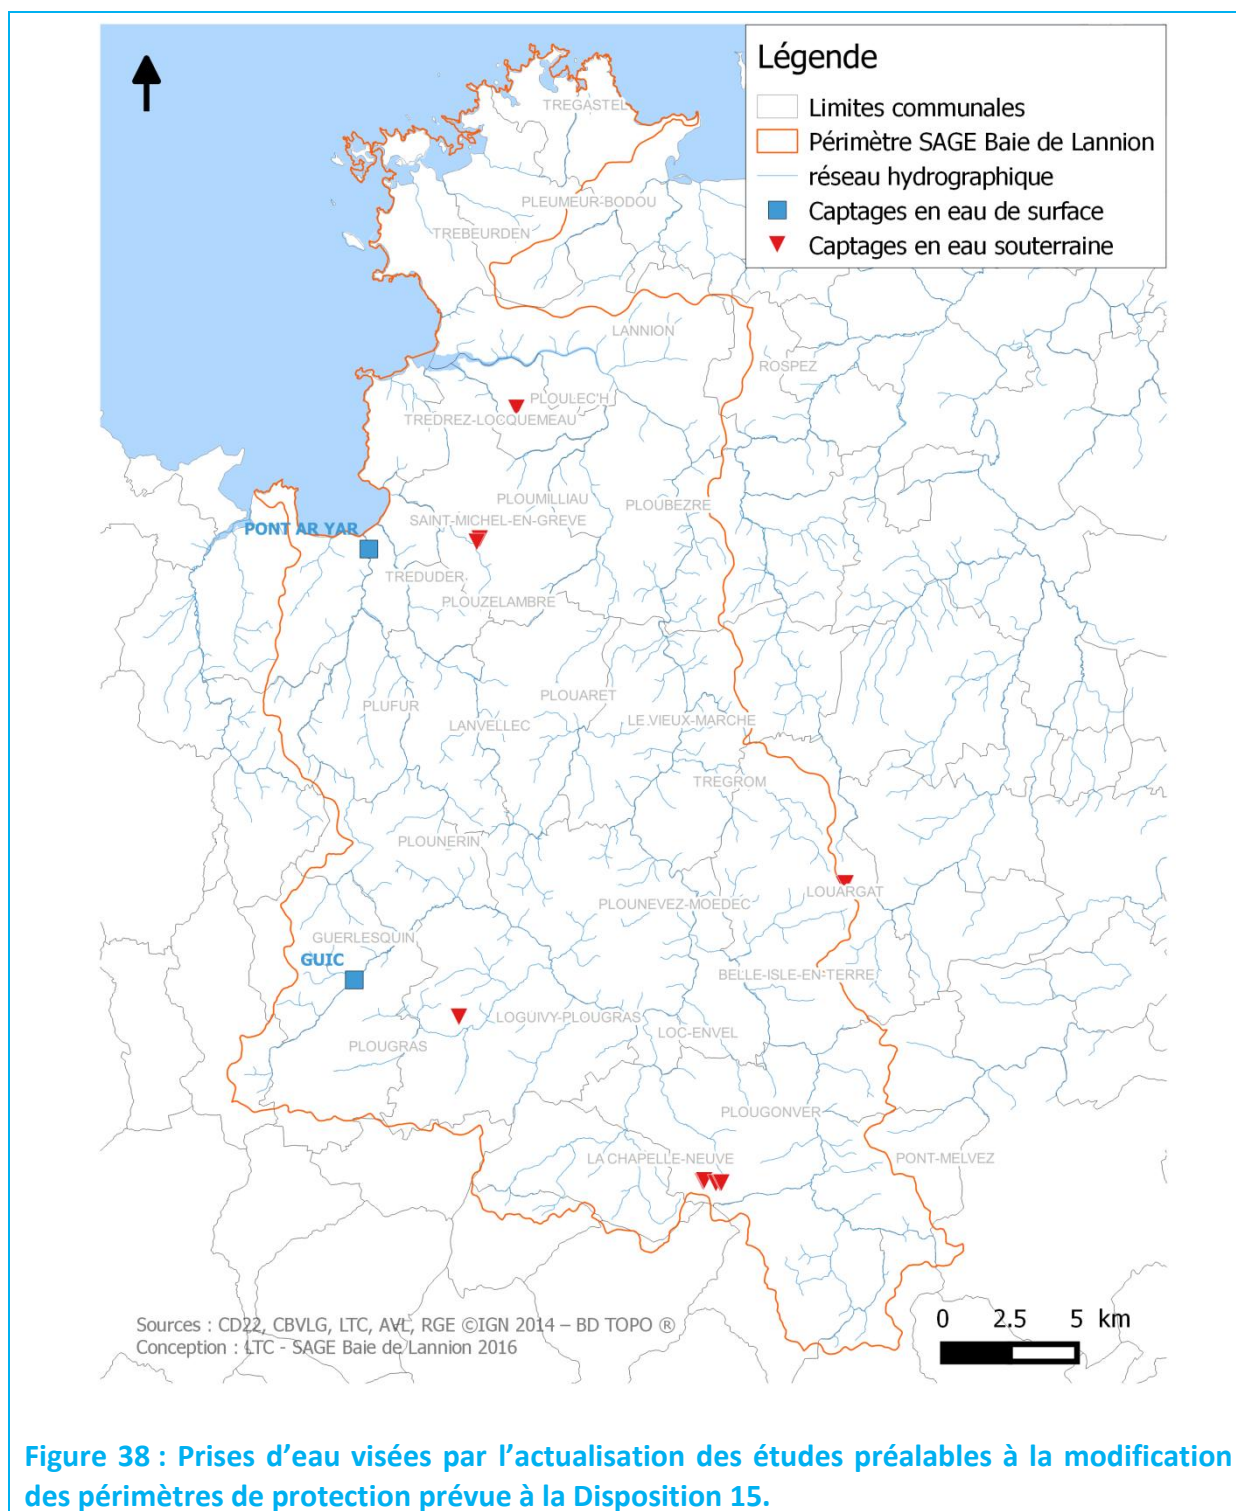 Légende
Limites communales
Périmètre SAGE Baie de Lannion
réseau hydrographique
Captages en eau de surface
Captages en eau souterraine
TREGASTEL
PLEUMEUR-BODOU
TREBEURDEN
LANNION
ROSPEZ
PLOULEC'H
TREDREZ-LOCQUEMEAU
PLOUMILLIAU
PLOUBEZRE
SAINT-MICHEL-EN-GREVE
PONT AR YAR
TREDUDER
PLOUZELAMBRE
PLOUARET
PLUFUR
LANVELLEC
LE VIEUX-MARCHE
TREGROM
PLOUNERIN
LOUARGAT
PLOUNEVEZ-MOEDEC
GUERLESQUIN
GUIC
BELLE-ISLE-EN-TERRE
LOGUIVY-PLOUGRAS
LOC-ENVEL
PLOUGRAS
PLOUGONVER
LA CHAPELLE-NEUVE
PONT-MELVEZ
0 2.5 5 km
Sources : CD22, CBVLG, LTC, AVL, RGE ©IGN 2014 – BD TOPO ®
Conception : LTC - SAGE Baie de Lannion 2016
Figure 38 : Prises d’eau visées par l’actualisation des études préalables à la modification
des périmètres de protection prévue à la Disposition 15.